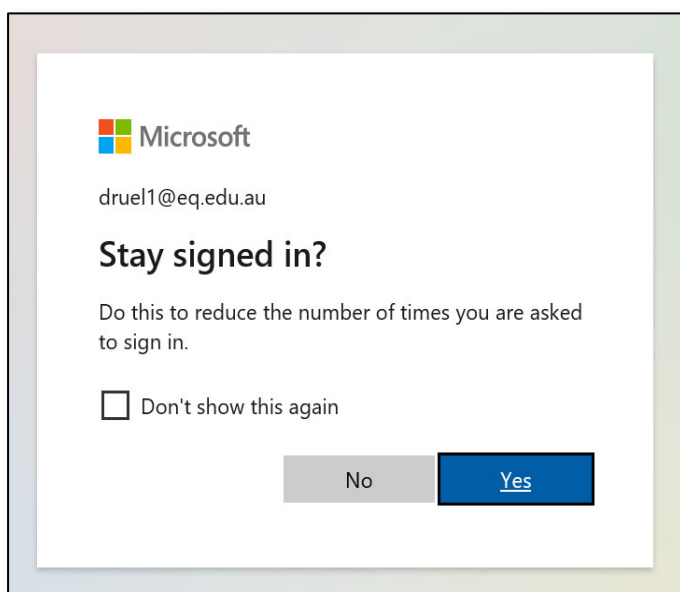 Microsoft
druel1@eq.edu.au
Stay signed in?
Do this to reduce the number of times you are asked
to sign in.
Don't show this again
No
Yes